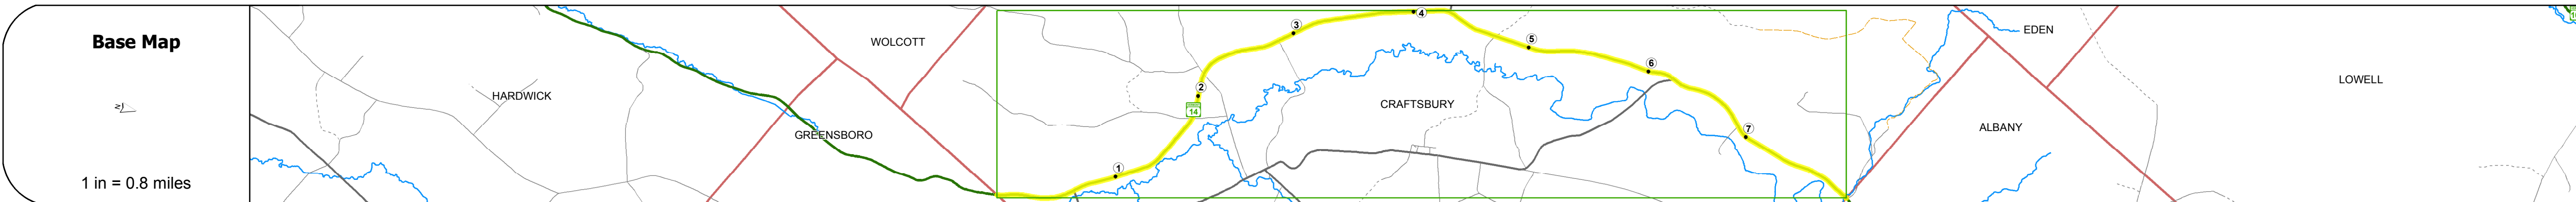 Base Map
N
1 in = 0.8 miles
HARDWICK
WOLCOTT
GREENSBORO
1
2
14
3
4
5
6
7
CRAFTSBURY
EDEN
ALBANY
LOWELL